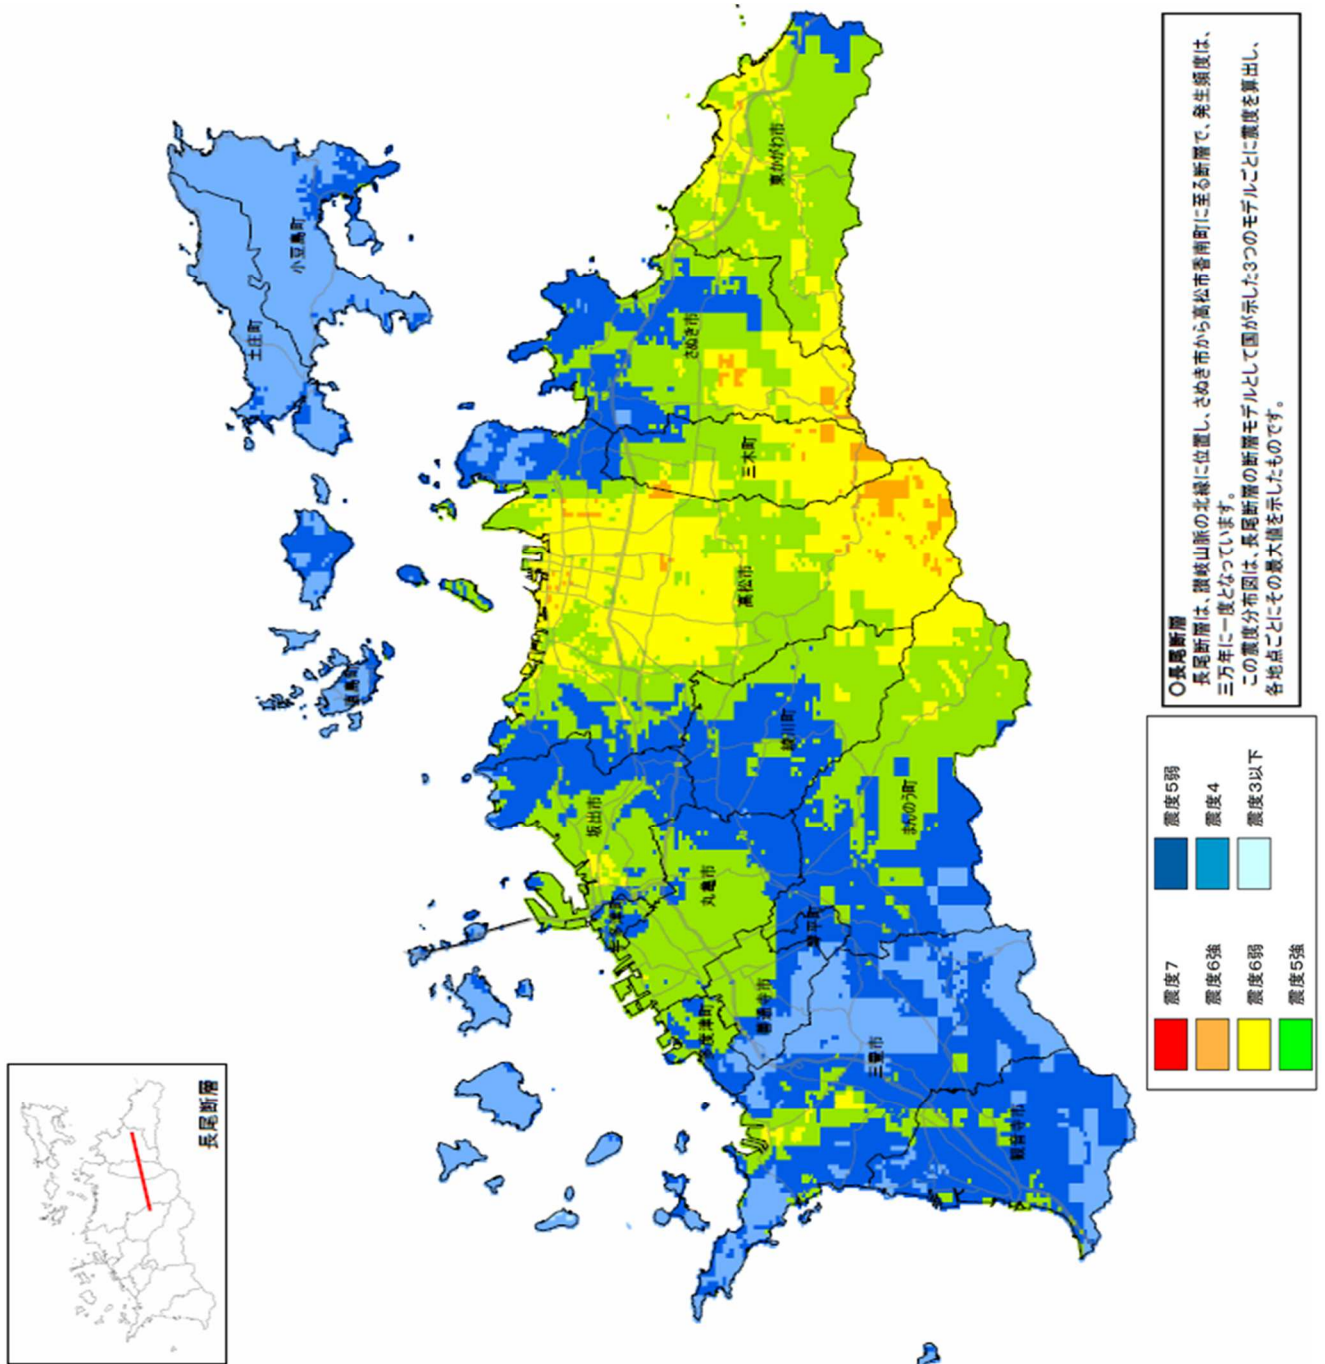 長尾断層
土庄町
小豆島町
直島町
東かがわ市
さぬき市
三木町
高松市
綾川町
坂出市
宇多津町
丸亀市
まんのう町
琴平町
善通寺市
多度津町
三豊市
観音寺市
震度7
震度6強
震度6弱
震度5強
震度5弱
震度4
震度3以下
〇長尾断層
長尾断層は、讃岐山脈の北縁に位置し、さぬき市から高松市香南町に至る断層で、発生頻度は、
三万年に一度となっています。
この震度分布図は、長尾断層の断層モデルとして国が示した3つのモデルごとに震度を算出し、
各地点ごとにその最大値を示したものです。